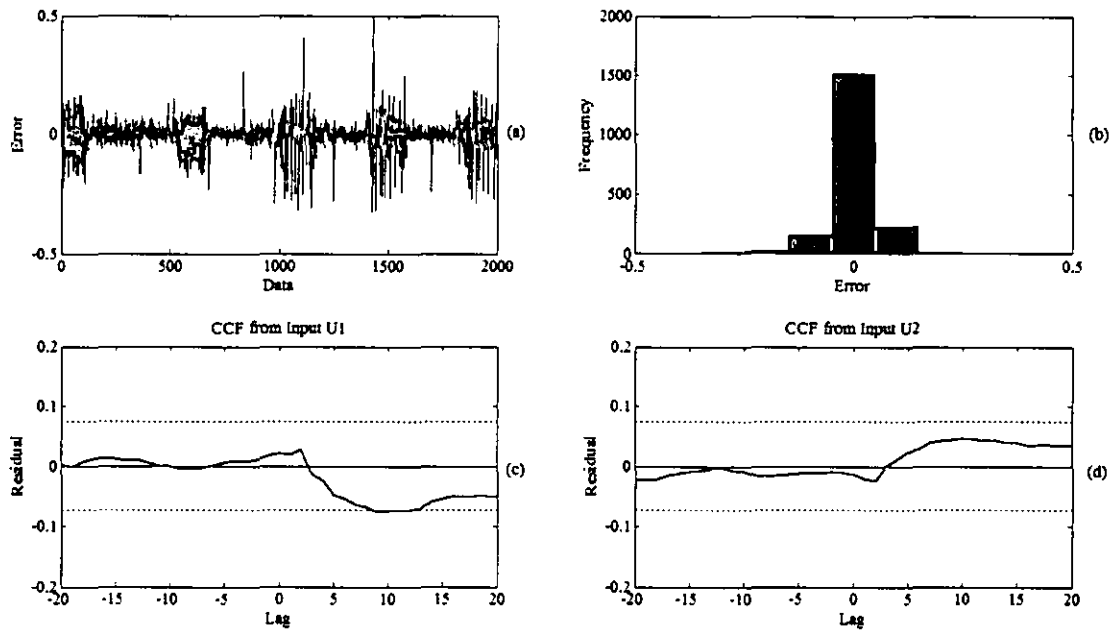 0.5
0
-0.5
Error
0 500 1000 1500 2000
Data
(a)
2000
1500
1000
500
0
Frequency
-0.5 0 0.5
Error
(b)
CCF from Input U1
0.2
0.1
0
-0.1
-0.2
Residual
-20 -15 -10 -5 0 5 10 15 20
Lag
(c)
CCF from Input U2
0.2
0.1
0
-0.1
-0.2
Residual
-20 -15 -10 -5 0 5 10 15 20
Lag
(d)